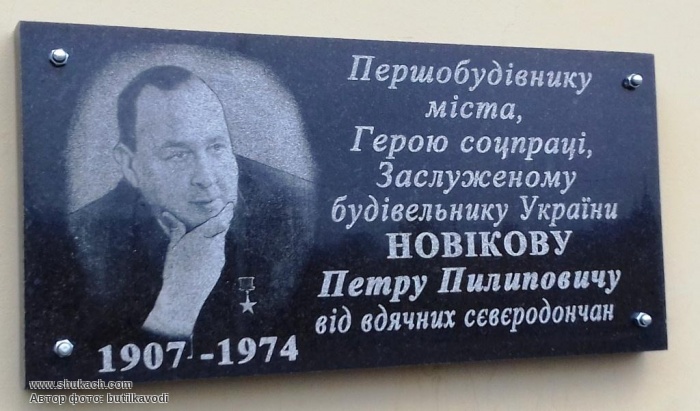 Першобудівнику
міста,
Герою соцпраці,
Заслуженому
будівельнику України
НОВІКОВУ
Петру Пилиповичу
від вдячних сєвєродончан
1907 - 1974
www.shukach.com
Автор фото: butilkavodi